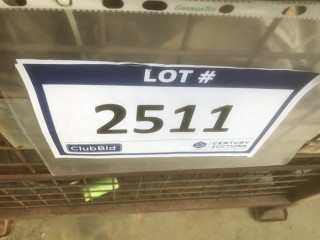 LOT #
2511
ClubBid
CENTURY
AUCTIONS